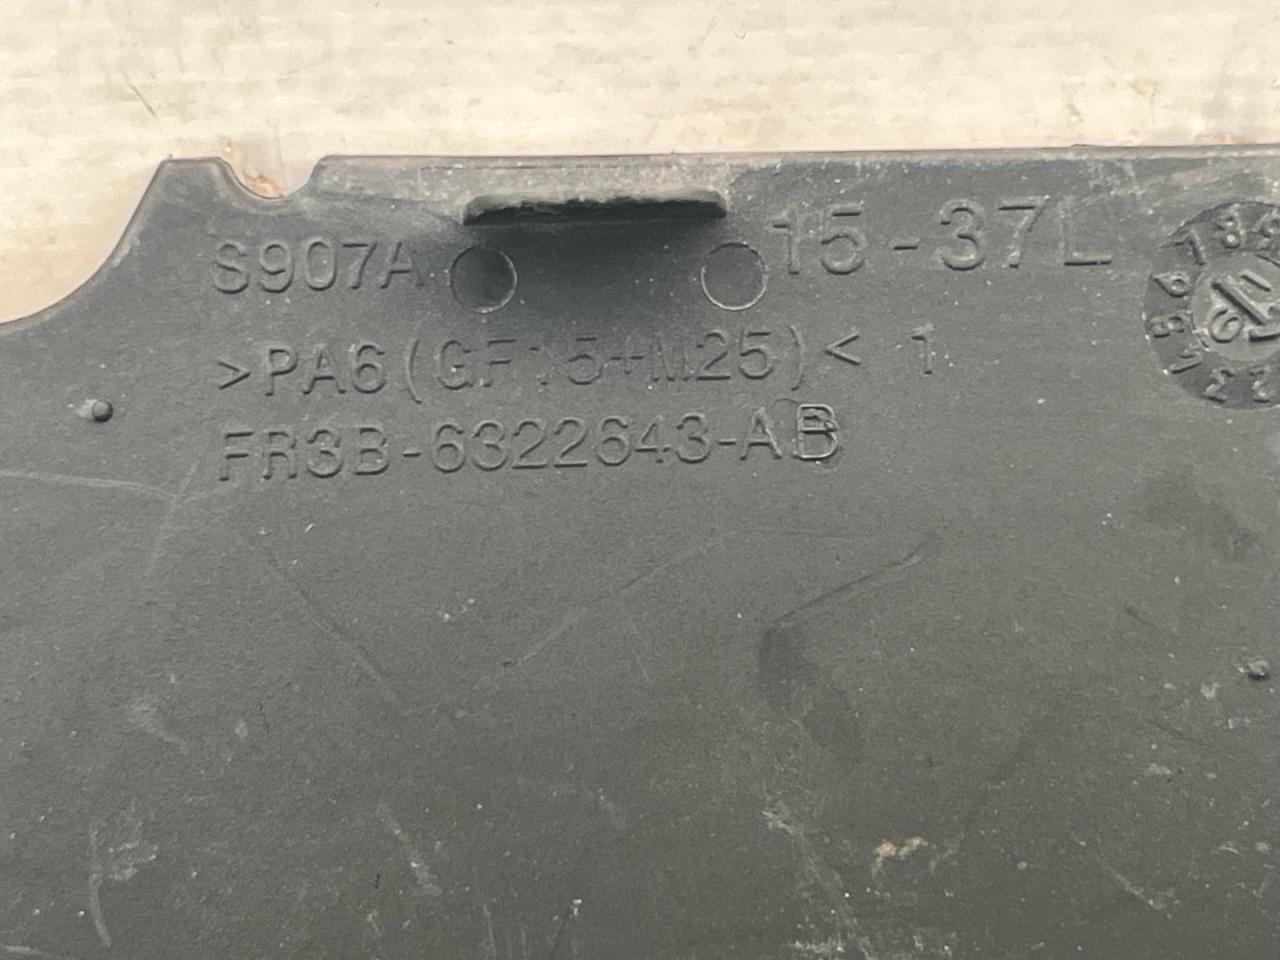 S907A 15-37L
>PA6(GF15+M25)< 1
FR3B-6322643-AB